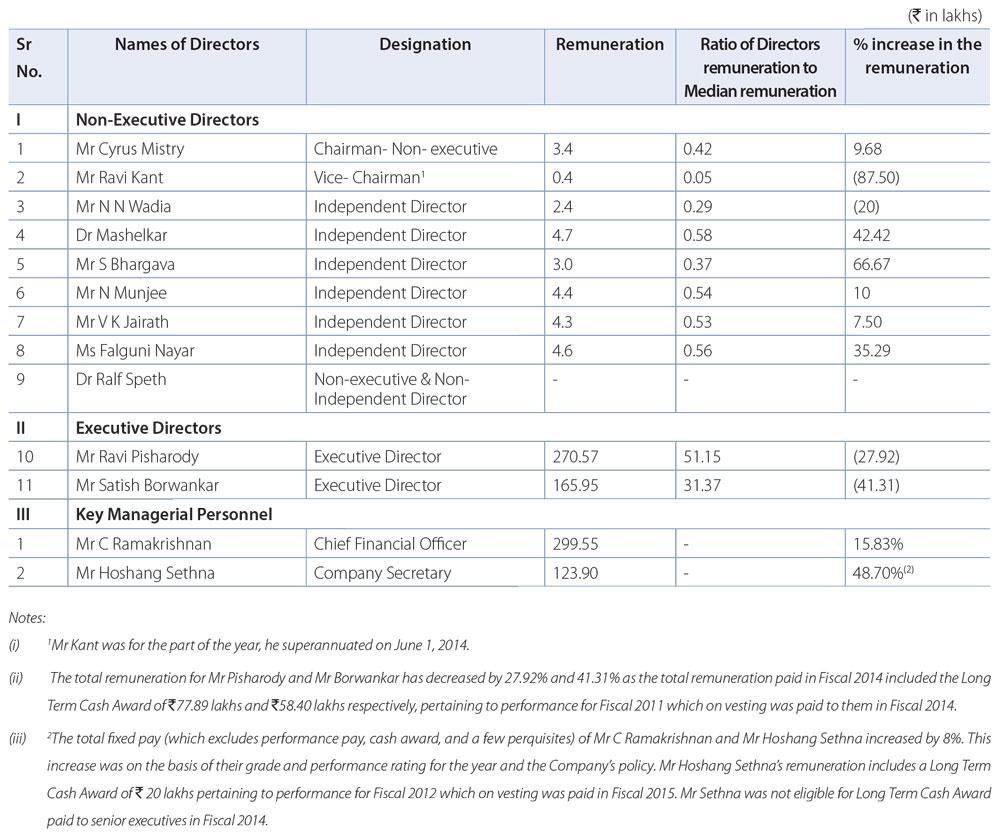 (₹ in lakhs)
Sr No. Names of Directors Designation Remuneration Ratio of Directors remuneration to Median remuneration % increase in the remuneration
I Non-Executive Directors
1 Mr Cyrus Mistry Chairman- Non- executive 3.4 0.42 9.68
2 Mr Ravi Kant Vice- Chairman¹ 0.4 0.05 (87.50)
3 Mr N N Wadia Independent Director 2.4 0.29 (20)
4 Dr Mashelkar Independent Director 4.7 0.58 42.42
5 Mr S Bhargava Independent Director 3.0 0.37 66.67
6 Mr N Munjee Independent Director 4.4 0.54 10
7 Mr V K Jairath Independent Director 4.3 0.53 7.50
8 Ms Falguni Nayar Independent Director 4.6 0.56 35.29
9 Dr Ralf Speth Non-executive & Non- Independent Director - - -
II Executive Directors
10 Mr Ravi Pisharody Executive Director 270.57 51.15 (27.92)
11 Mr Satish Borwankar Executive Director 165.95 31.37 (41.31)
III Key Managerial Personnel
1 Mr C Ramakrishnan Chief Financial Officer 299.55 - 15.83%
2 Mr Hoshang Sethna Company Secretary 123.90 - 48.70%⁽²⁾
Notes:
(i) ¹Mr Kant was for the part of the year, he superannuated on June 1, 2014.
(ii) The total remuneration for Mr Pisharody and Mr Borwankar has decreased by 27.92% and 41.31% as the total remuneration paid in Fiscal 2014 included the Long
Term Cash Award of ₹77.89 lakhs and ₹58.40 lakhs respectively, pertaining to performance for Fiscal 2011 which on vesting was paid to them in Fiscal 2014.
(iii) ²The total fixed pay (which excludes performance pay, cash award, and a few perquisites) of Mr C Ramakrishnan and Mr Hoshang Sethna increased by 8%. This
increase was on the basis of their grade and performance rating for the year and the Company's policy. Mr Hoshang Sethna's remuneration includes a Long Term
Cash Award of ₹ 20 lakhs pertaining to performance for Fiscal 2012 which on vesting was paid in Fiscal 2015. Mr Sethna was not eligible for Long Term Cash Award
paid to senior executives in Fiscal 2014.